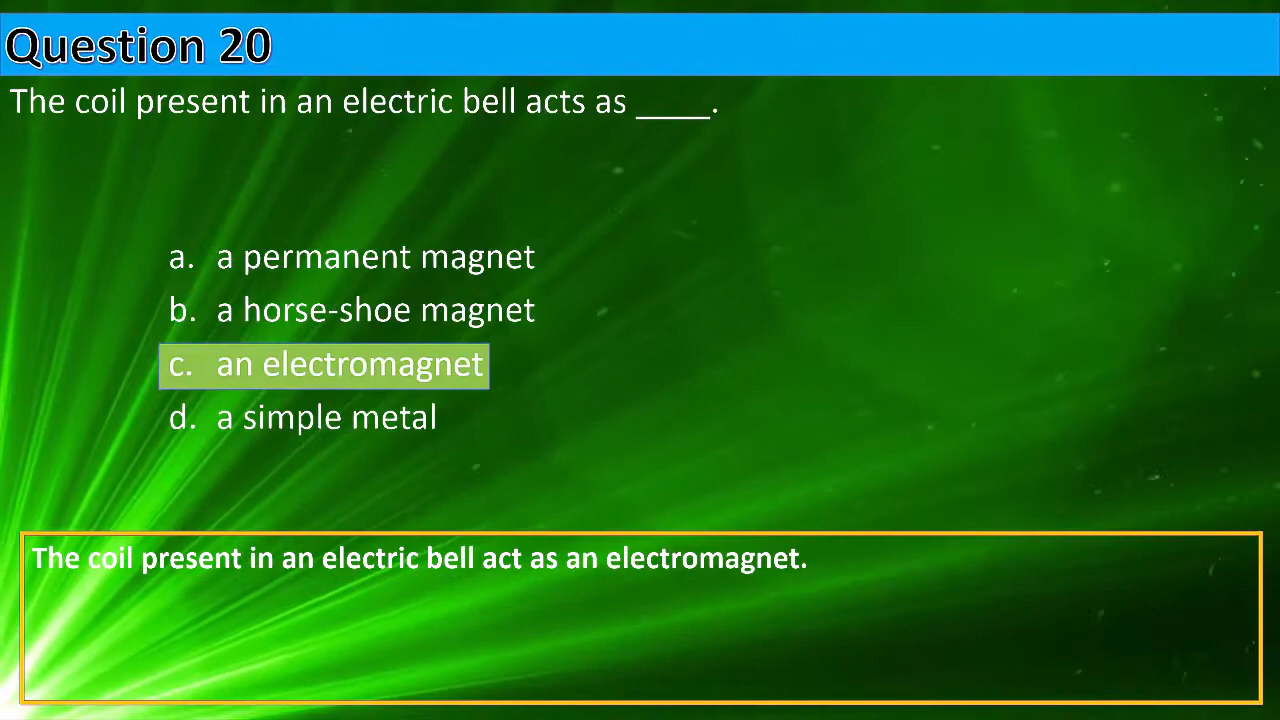 Question 20
The coil present in an electric bell acts as _____.
a. a permanent magnet
b. a horse-shoe magnet
c. an electromagnet
d. a simple metal
The coil present in an electric bell act as an electromagnet.